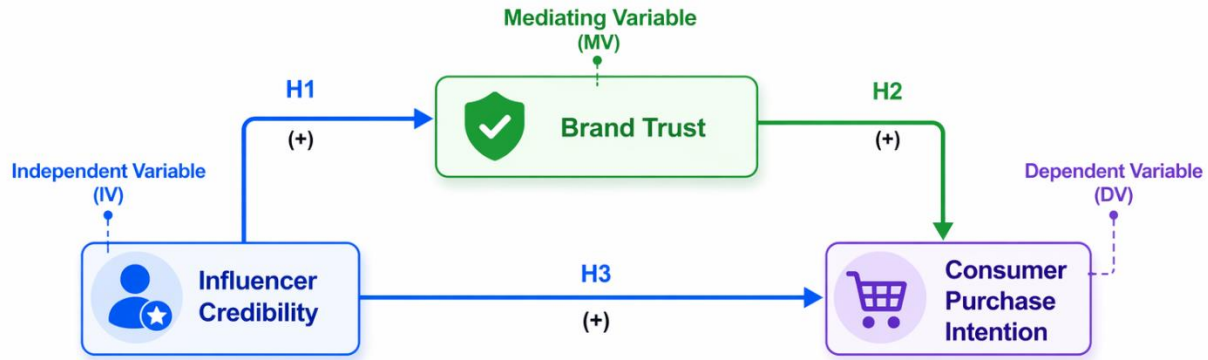 Mediating Variable
(MV)
H1
(+)
Brand Trust
H2
(+)
Independent Variable
(IV)
Dependent Variable
(DV)
Influencer
Credibility
H3
(+)
Consumer
Purchase
Intention